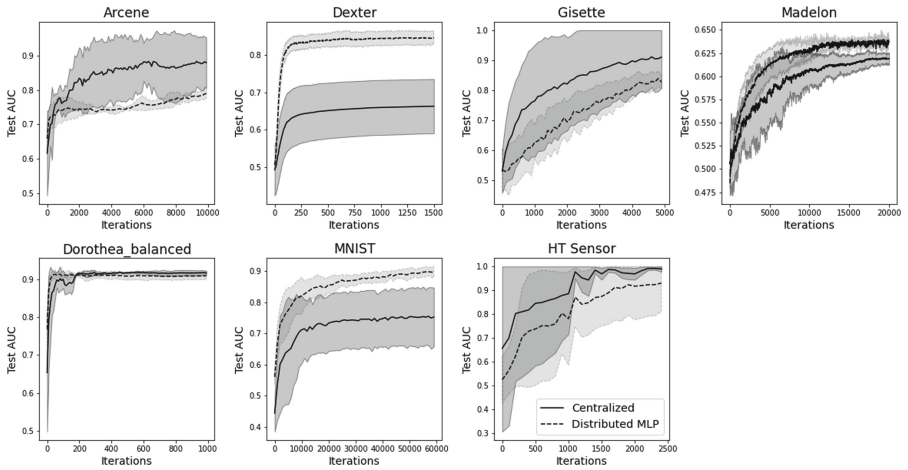 Arcene
Test AUC
0.9
0.8
0.7
0.6
0.5
0 2000 4000 6000 8000 10000
Iterations
Dexter
Test AUC
0.9
0.8
0.7
0.6
0.5
0 250 500 750 1000 1250 1500
Iterations
Gisette
Test AUC
1.0
0.9
0.8
0.7
0.6
0.5
0 1000 2000 3000 4000 5000
Iterations
Madelon
Test AUC
0.650
0.625
0.600
0.575
0.550
0.525
0.500
0.475
0 5000 10000 15000 20000
Iterations
Dorothea_balanced
Test AUC
0.9
0.8
0.7
0.6
0.5
0 200 400 600 800 1000
Iterations
MNIST
Test AUC
0.9
0.8
0.7
0.6
0.5
0.4
0 10000 20000 30000 40000 50000 60000
Iterations
HT Sensor
Test AUC
1.0
0.9
0.8
0.7
0.6
0.5
0.4
0.3
Centralized
Distributed MLP
0 500 1000 1500 2000 2500
Iterations